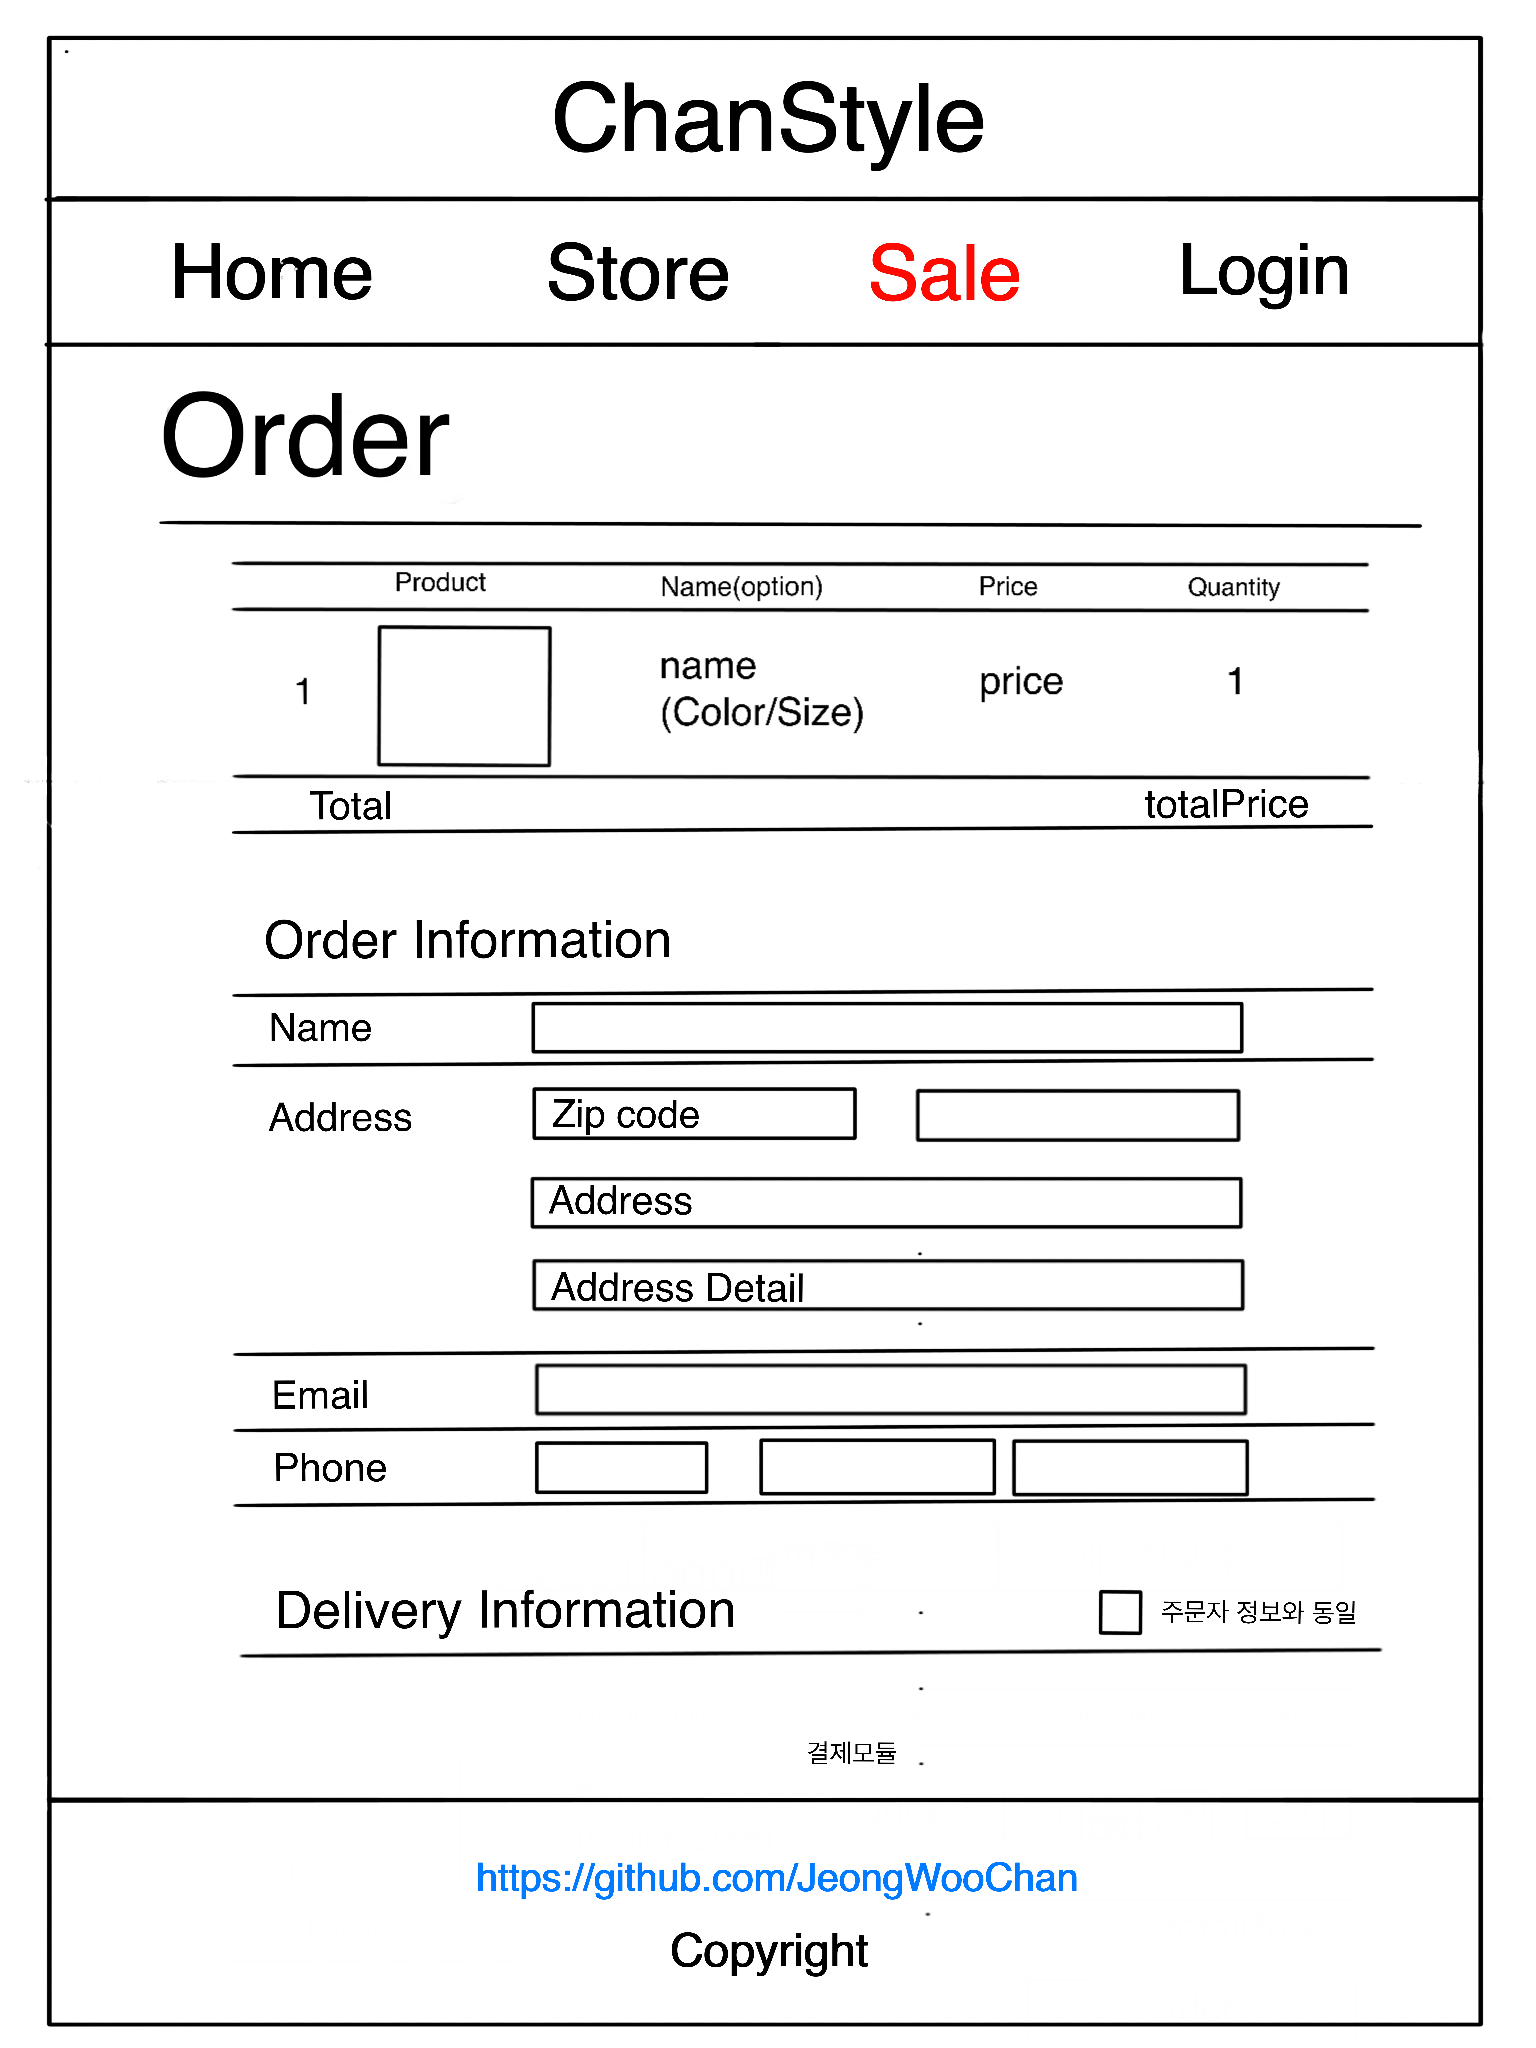 ChanStyle
Home Store Sale Login
Order
Product Name(option) Price Quantity
1 name price 1
(Color/Size)
Total totalPrice
Order Information
Name
Address Zip code
Address
Address Detail
Email
Phone
Delivery Information 주문자 정보와 동일
결제모듈
https://github.com/JeongWooChan
Copyright